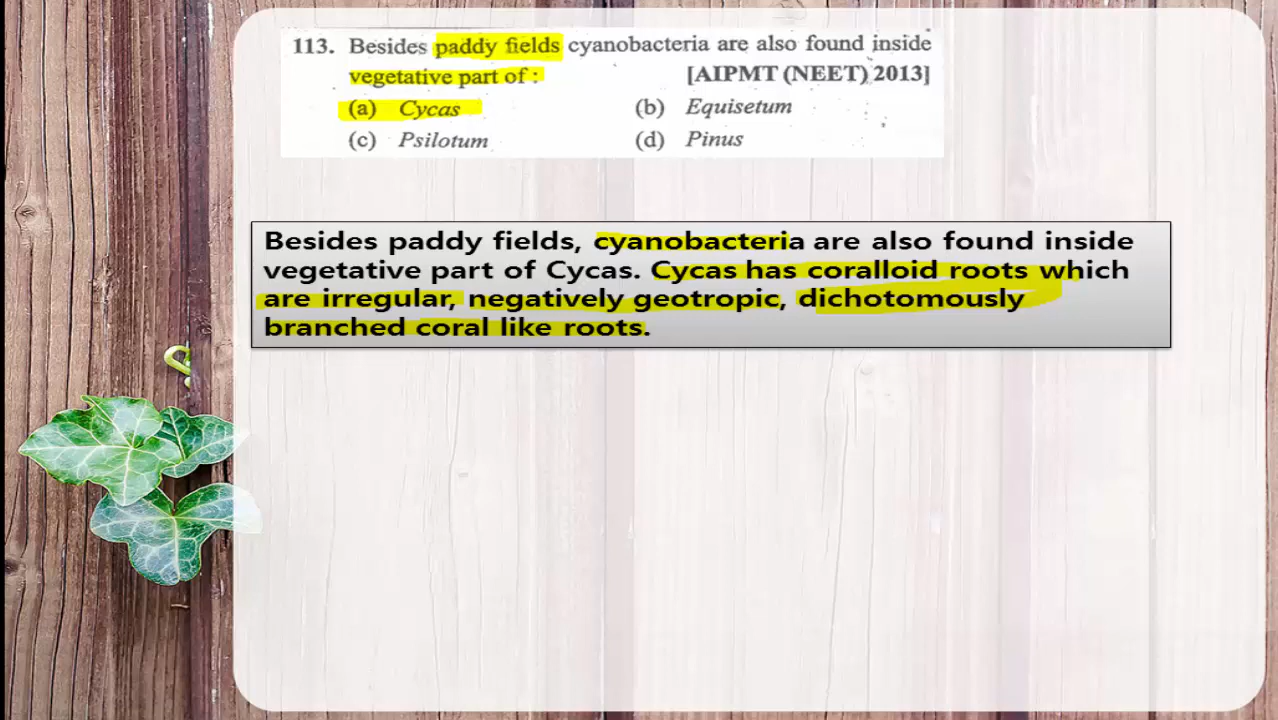 113. Besides paddy fields cyanobacteria are also found inside
vegetative part of : [AIPMT (NEET) 2013]
(a) Cycas (b) Equisetum
(c) Psilotum (d) Pinus
Besides paddy fields, cyanobacteria are also found inside
vegetative part of Cycas. Cycas has coralloid roots which
are irregular, negatively geotropic, dichotomously
branched coral like roots.